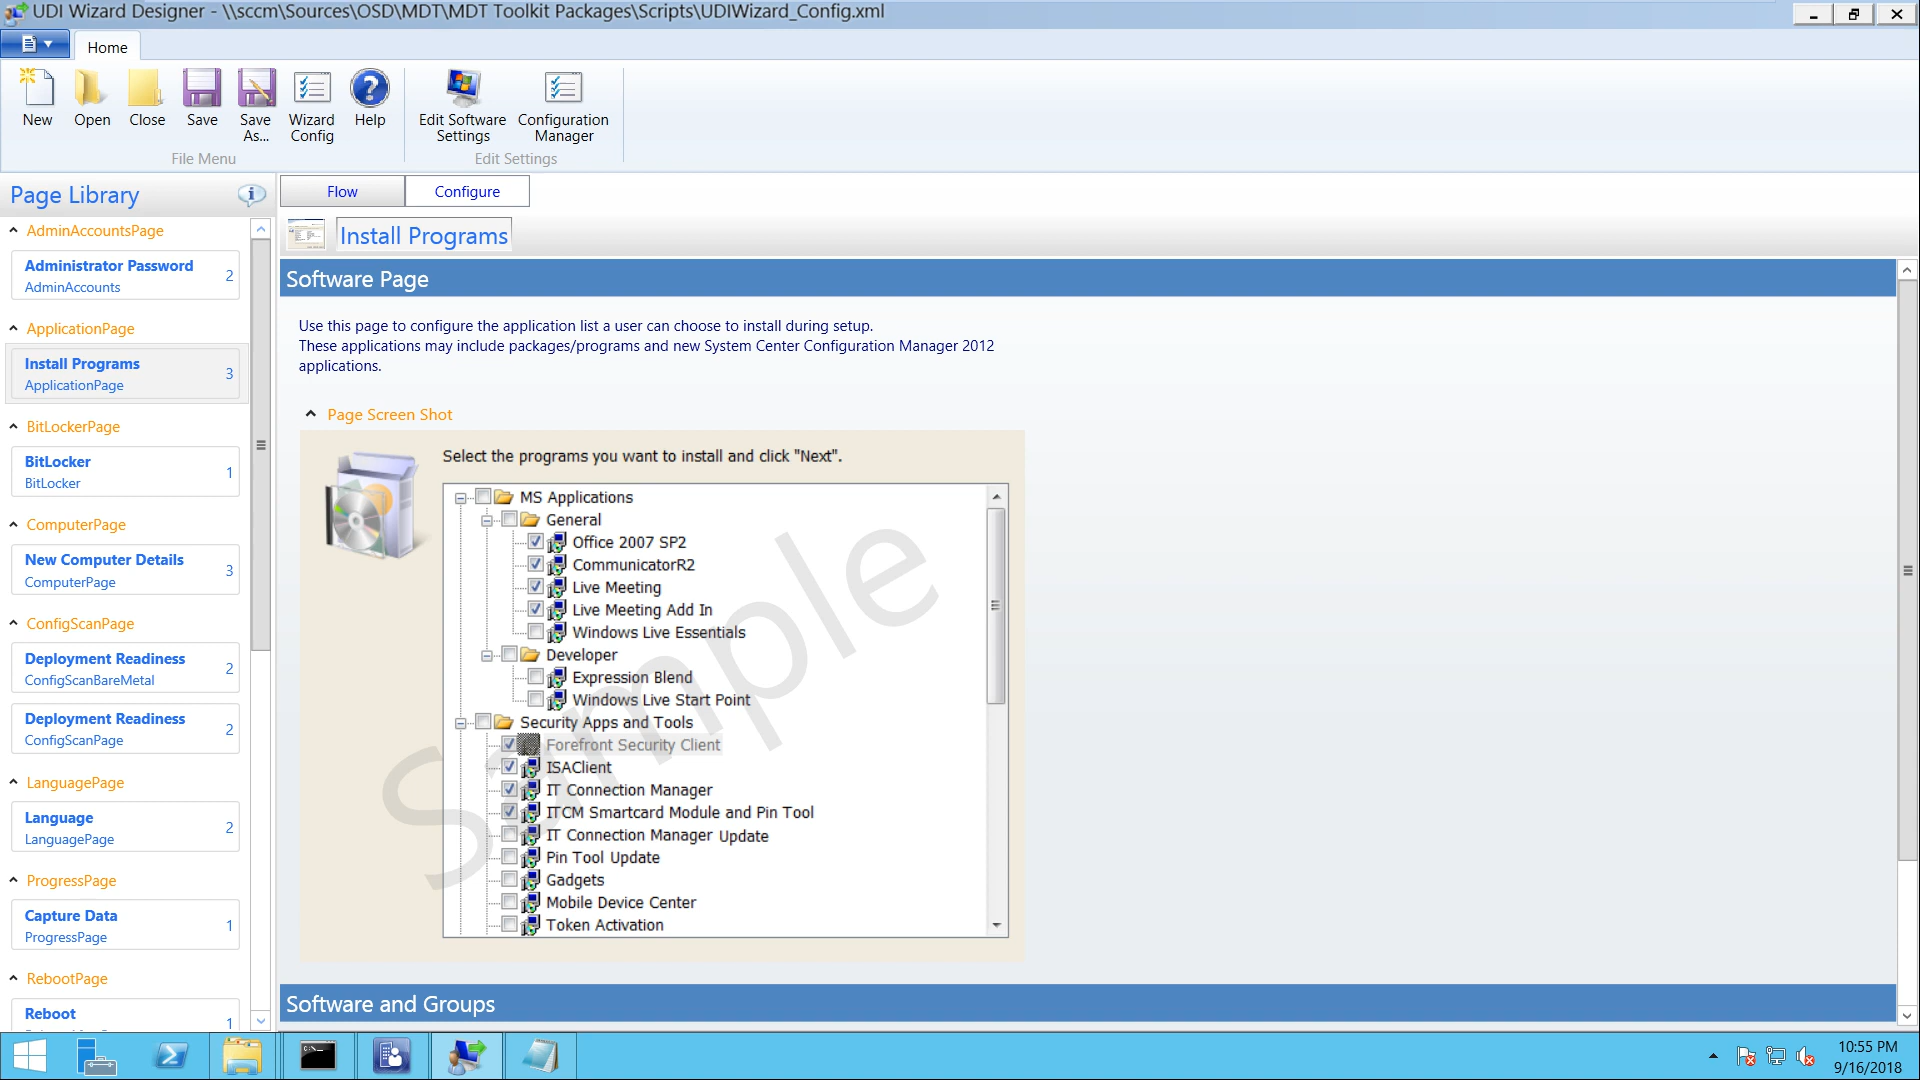 UDI Wizard Designer - \\sccm\Sources\OSD\MDT\MDT Toolkit Packages\Scripts\UDIWizard_Config.xml
Home
New
Open
Close
Save
Save As...
Wizard Config
Help
Edit Software Settings
Configuration Manager
File Menu
Edit Settings
Page Library
Flow
Configure
AdminAccountsPage
Administrator Password
2
AdminAccounts
ApplicationPage
Install Programs
3
ApplicationPage
BitLockerPage
BitLocker
1
BitLocker
ComputerPage
New Computer Details
3
ComputerPage
ConfigScanPage
Deployment Readiness
2
ConfigScanBareMetal
Deployment Readiness
2
ConfigScanPage
LanguagePage
Language
2
LanguagePage
ProgressPage
Capture Data
1
ProgressPage
RebootPage
Reboot
1
Install Programs
Software Page
Use this page to configure the application list a user can choose to install during setup.
These applications may include packages/programs and new System Center Configuration Manager 2012
applications.
Page Screen Shot
Select the programs you want to install and click "Next".
MS Applications
General
Office 2007 SP2
CommunicatorR2
Live Meeting
Live Meeting Add In
Windows Live Essentials
Developer
Expression Blend
Windows Live Start Point
Security Apps and Tools
Forefront Security Client
ISAClient
IT Connection Manager
ITCM Smartcard Module and Pin Tool
IT Connection Manager Update
Pin Tool Update
Gadgets
Mobile Device Center
Token Activation
Sample
Software and Groups
10:55 PM
9/16/2018